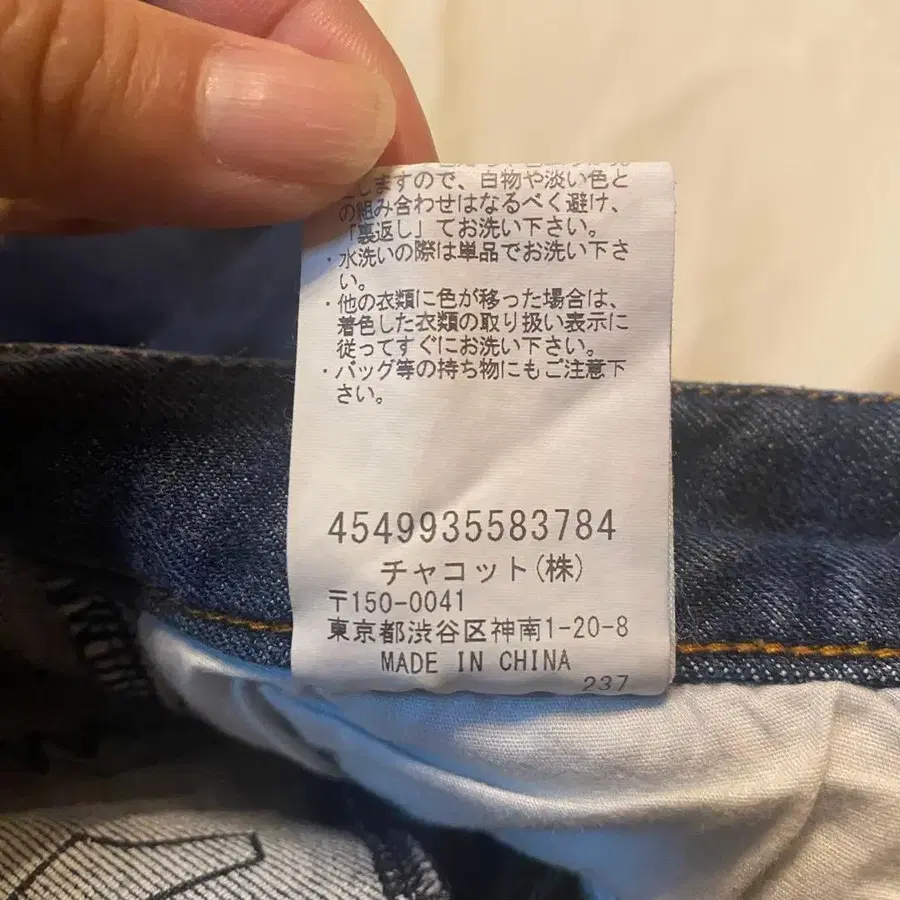 しますので、白物や淡い色と
の組み合わせはなるべく避け、
「裏返し」てお洗い下さい。
・水洗いの際は単品でお洗い下さ
い。
・他の衣類に色が移った場合は、
着色した衣類の取り扱い表示に
従ってすぐにお洗い下さい。
・バッグ等の持ち物にもご注意下
さい。
4549935583784
チャコット(株)
〒150-0041
東京都渋谷区神南1-20-8
MADE IN CHINA
237